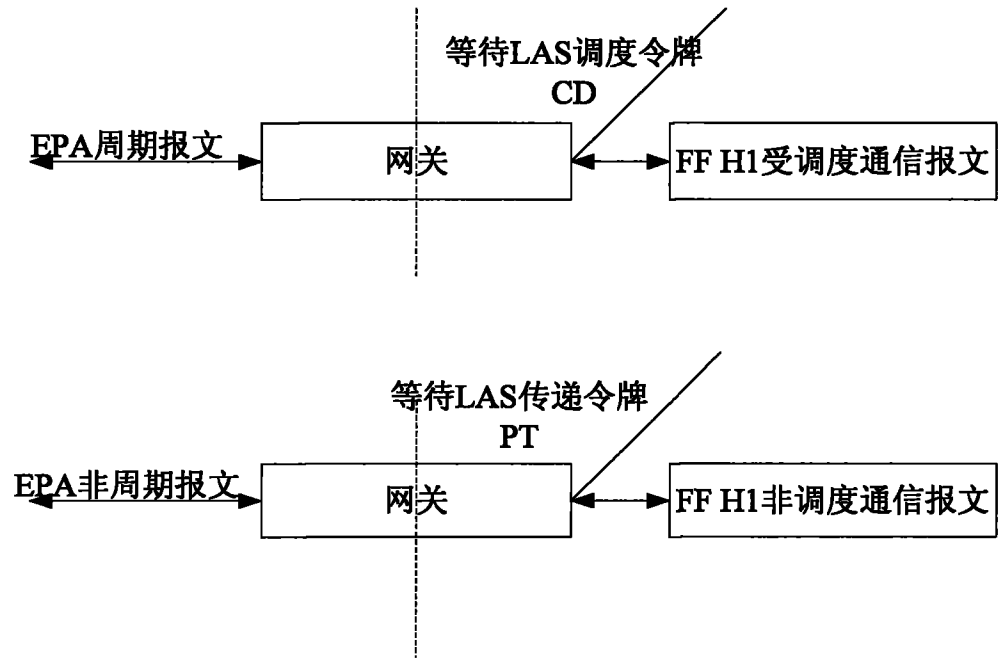 等待LAS调度令牌
CD
EPA周期报文
网关
FF H1受调度通信报文
等待LAS传递令牌
PT
EPA非周期报文
网关
FF H1非调度通信报文